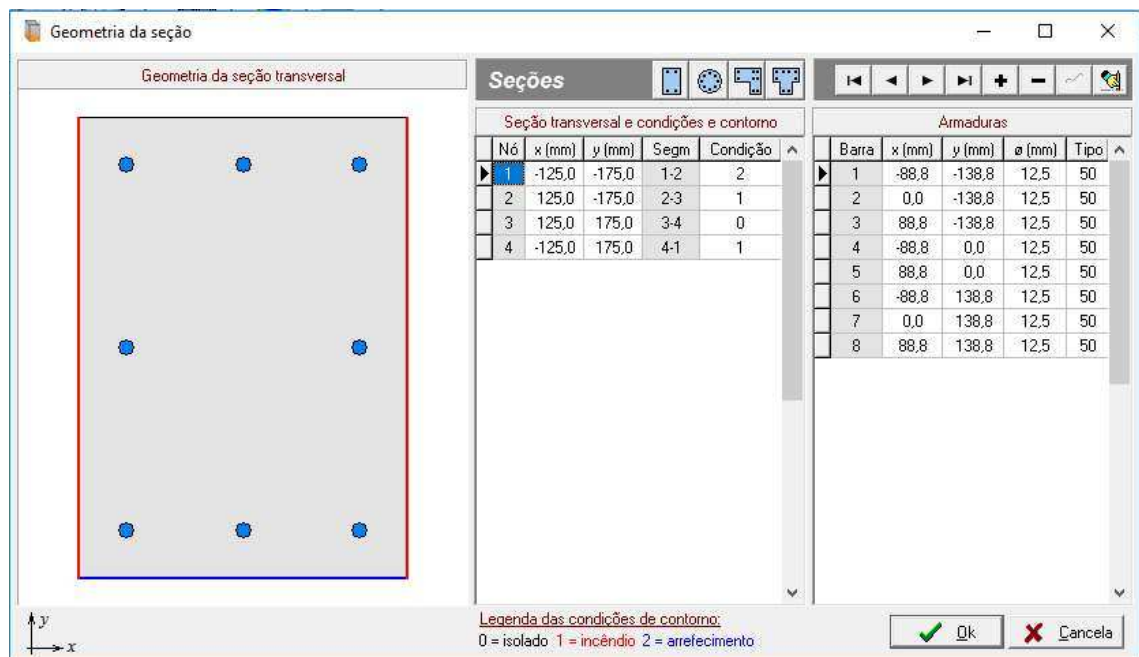 Geometria da seção
Geometria da seção transversal
Seções
Seção transversal e condições e contorno
Armaduras
Nó x (mm) y (mm) Segm Condição
1 -125,0 -175,0 1-2 2
2 125,0 -175,0 2-3 1
3 125,0 175,0 3-4 0
4 -125,0 175,0 4-1 1
Barra x (mm) y (mm) ø (mm) Tipo
1 -88,8 -138,8 12,5 50
2 0,0 -138,8 12,5 50
3 88,8 -138,8 12,5 50
4 -88,8 0,0 12,5 50
5 88,8 0,0 12,5 50
6 -88,8 138,8 12,5 50
7 0,0 138,8 12,5 50
8 88,8 138,8 12,5 50
y
x
Legenda das condições de contorno:
0 = isolado 1 = incêndio 2 = arrefecimento
Ok
Cancela